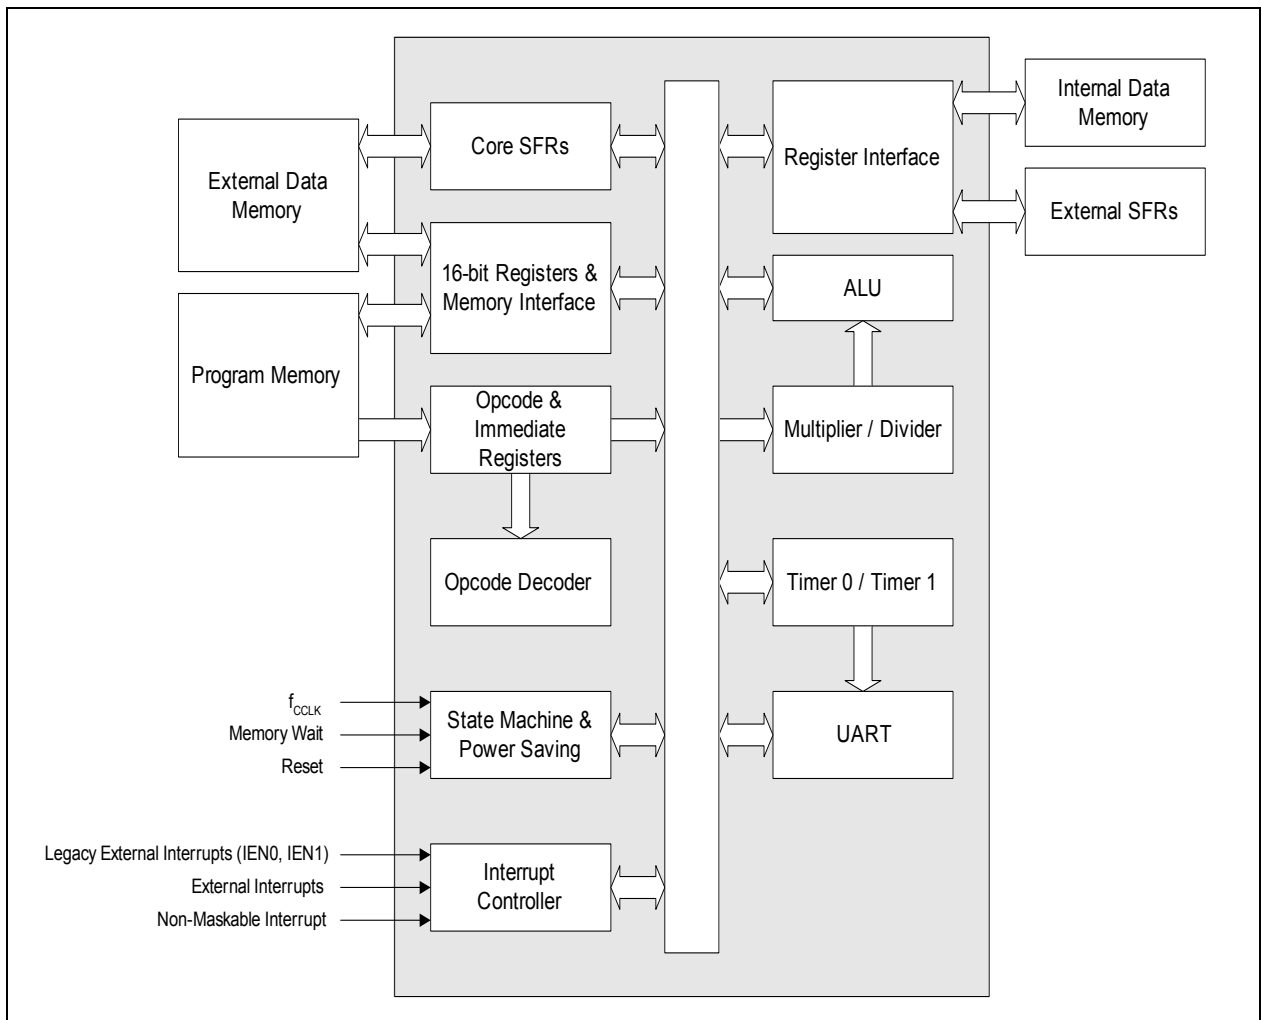 External Data
Memory
Program Memory
Core SFRs
16-bit Registers &
Memory Interface
Opcode &
Immediate
Registers
Opcode Decoder
fCCLK
Memory Wait
Reset
State Machine &
Power Saving
Legacy External Interrupts (IEN0, IEN1)
External Interrupts
Non-Maskable Interrupt
Interrupt
Controller
Register Interface
ALU
Multiplier / Divider
Timer 0 / Timer 1
UART
Internal Data
Memory
External SFRs